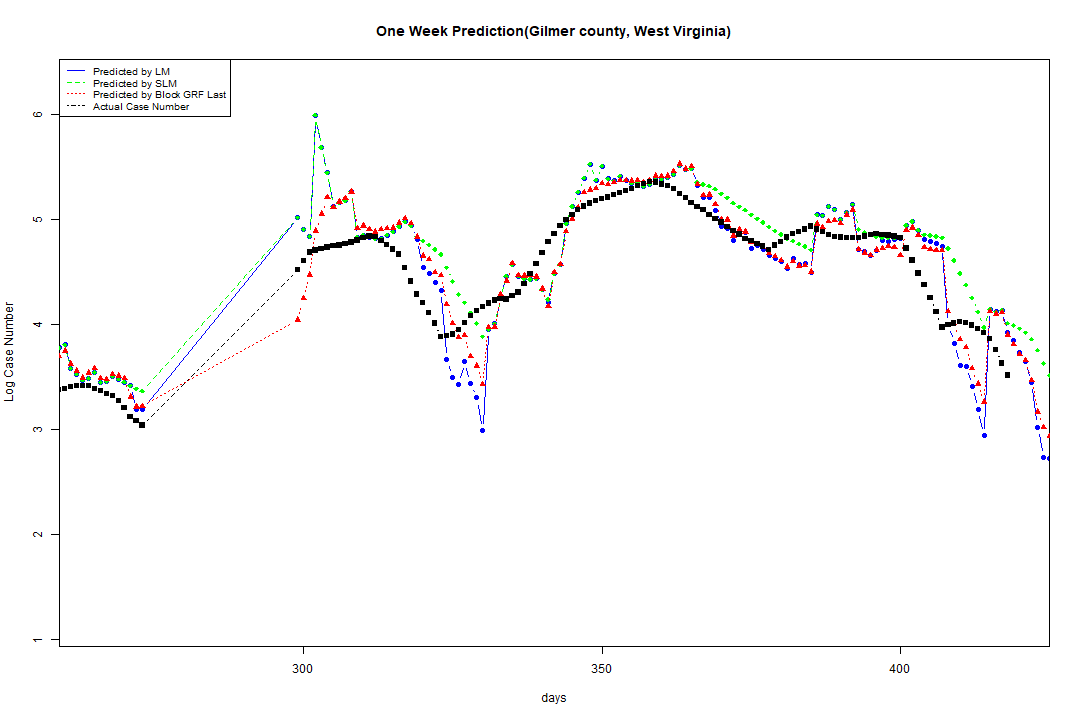 One Week Prediction(Gilmer county, West Virginia)
Predicted by LM
Predicted by SLM
Predicted by Block GRF Last
Actual Case Number
6
5
4
3
2
1
Log Case Number
300 350 400
days